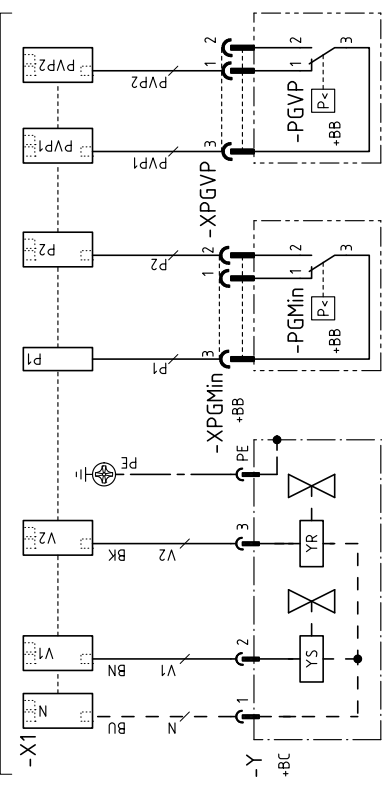 -X1
N
V1
V2
P1
P2
PVP1
PVP2
BU
BN
BK
PE
N
V1
V2
P1
P2
PVP1
PVP2
-Y
+BC
1
2
3
PE
-XPGMin
+BB
3
1
2
-XPGVP
3
1
2
YS
YR
-PGMin
+BB
P<
1
2
3
-PGVP
+BB
P<
1
2
3